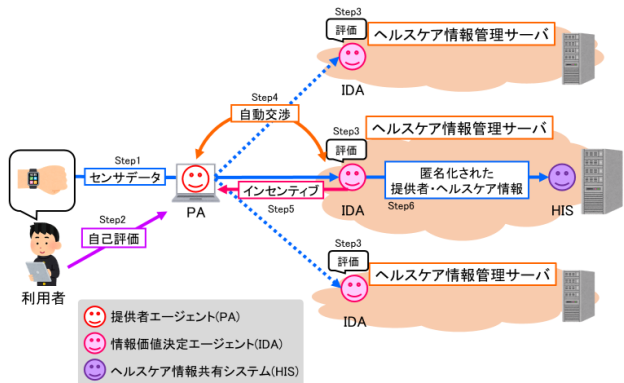 Step3
評価
ヘルスケア情報管理サーバ
IDA
Step4
自動交渉
Step3
評価
ヘルスケア情報管理サーバ
Step1
センサデータ
PA
インセンティブ
Step5
IDA
匿名化された
提供者・ヘルスケア情報
Step6
HIS
Step2
自己評価
利用者
Step3
評価
ヘルスケア情報管理サーバ
IDA
提供者エージェント(PA)
情報価値決定エージェント(IDA)
ヘルスケア情報共有システム(HIS)